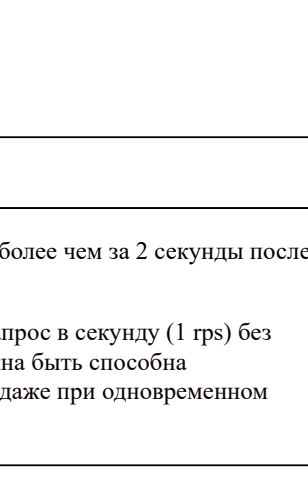 более чем за 2 секунды после
прос в секунду (1 rps) без
на быть способна
даже при одновременном